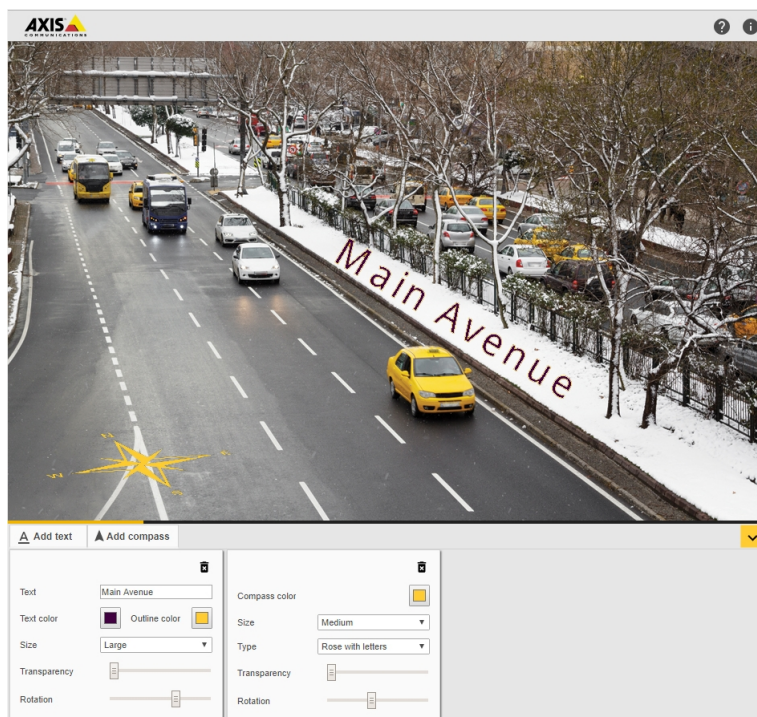 AXIS
COMMUNICATIONS
Main Avenue
N
W
E
S
Add text
Add compass
Text
Main Avenue
Text color
Outline color
Size
Large
Transparency
Rotation
Compass color
Size
Medium
Type
Rose with letters
Transparency
Rotation